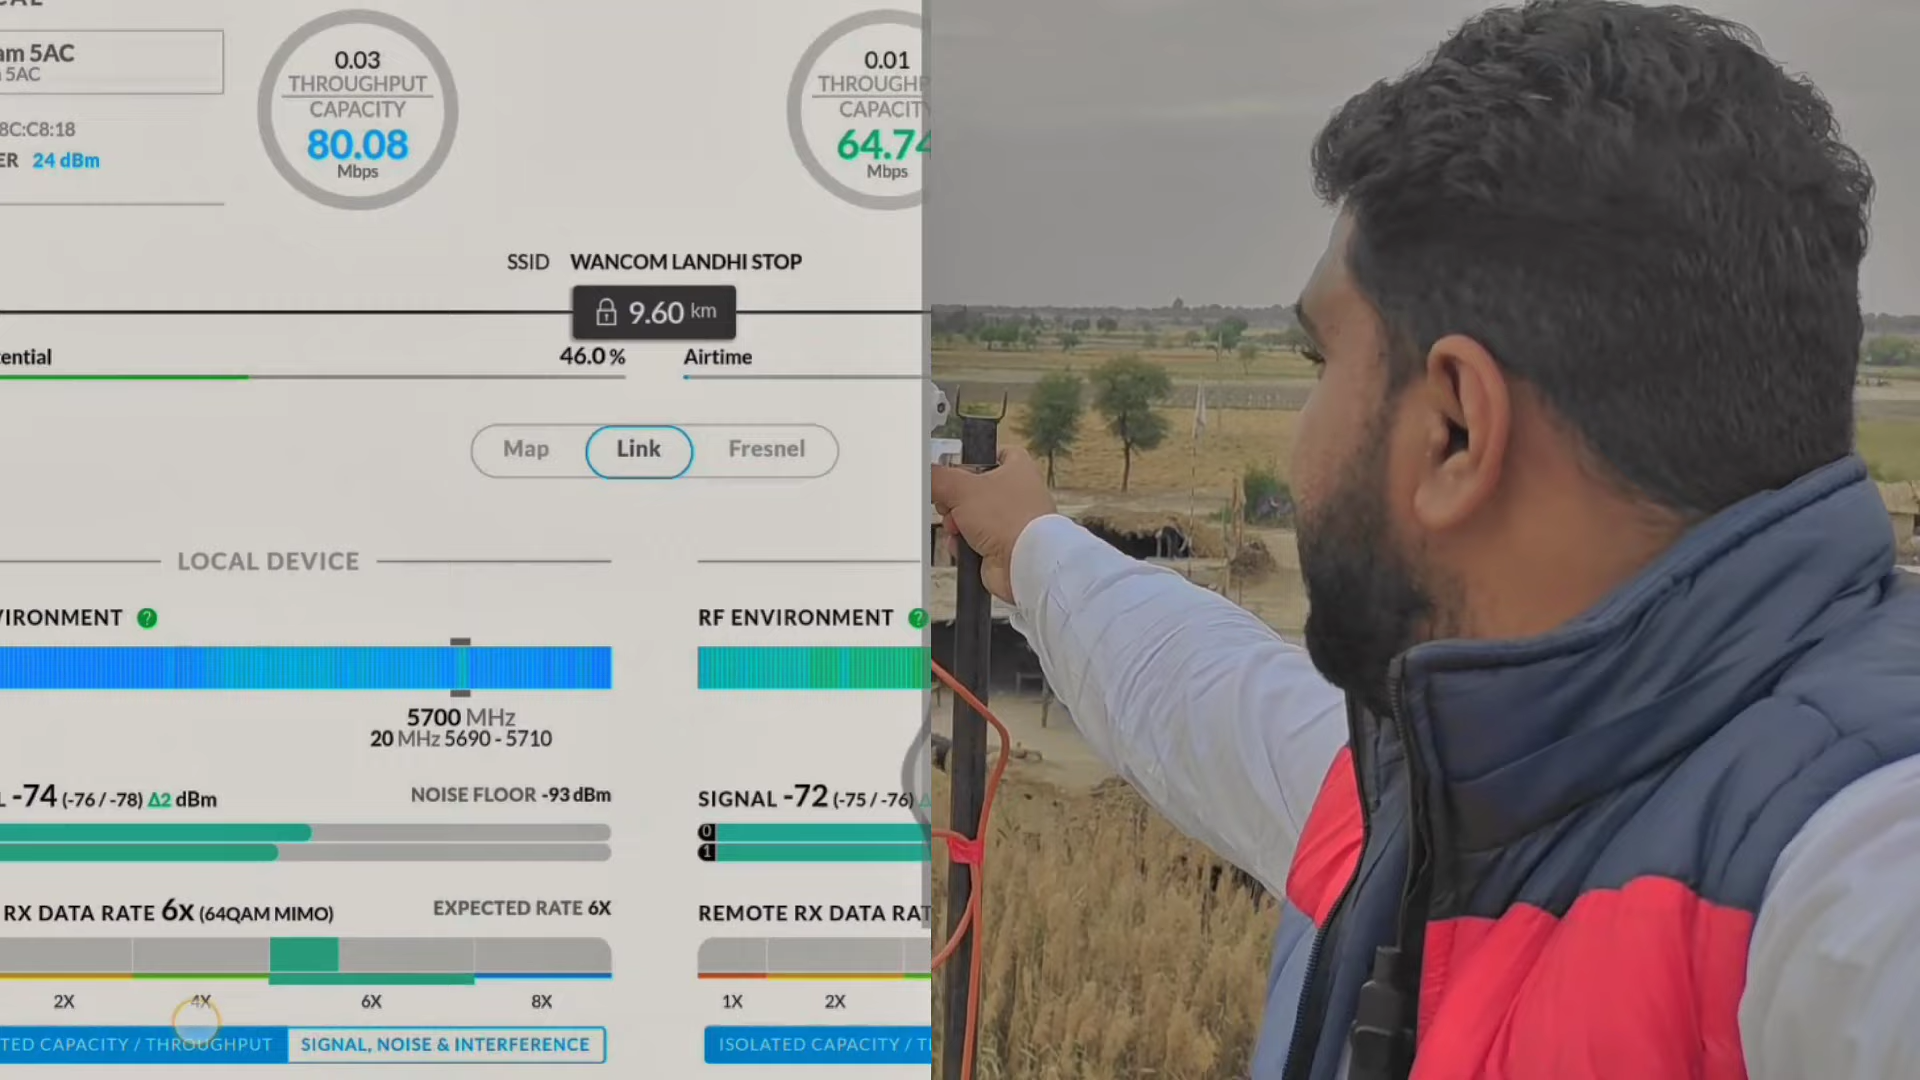 am 5AC
5AC
8C:C8:18
ER 24 dBm
0.03
THROUGHPUT
CAPACITY
80.08
Mbps
0.01
THROUGHP
CAPACIT
64.74
Mbps
SSID WANCOM LANDHI STOP
9.60 km
ential 46.0 % Airtime
Map Link Fresnel
LOCAL DEVICE
VIRONMENT ?
RF ENVIRONMENT ?
5700 MHz
20 MHz 5690 - 5710
L -74 (-76 / -78) Δ2 dBm NOISE FLOOR -93 dBm
SIGNAL -72 (-75 / -76) Δ
0
1
RX DATA RATE 6X (64QAM MIMO) EXPECTED RATE 6X
REMOTE RX DATA RAT
2X 4X 6X 8X
1X 2X
TED CAPACITY / THROUGHPUT SIGNAL, NOISE & INTERFERENCE
ISOLATED CAPACITY / T